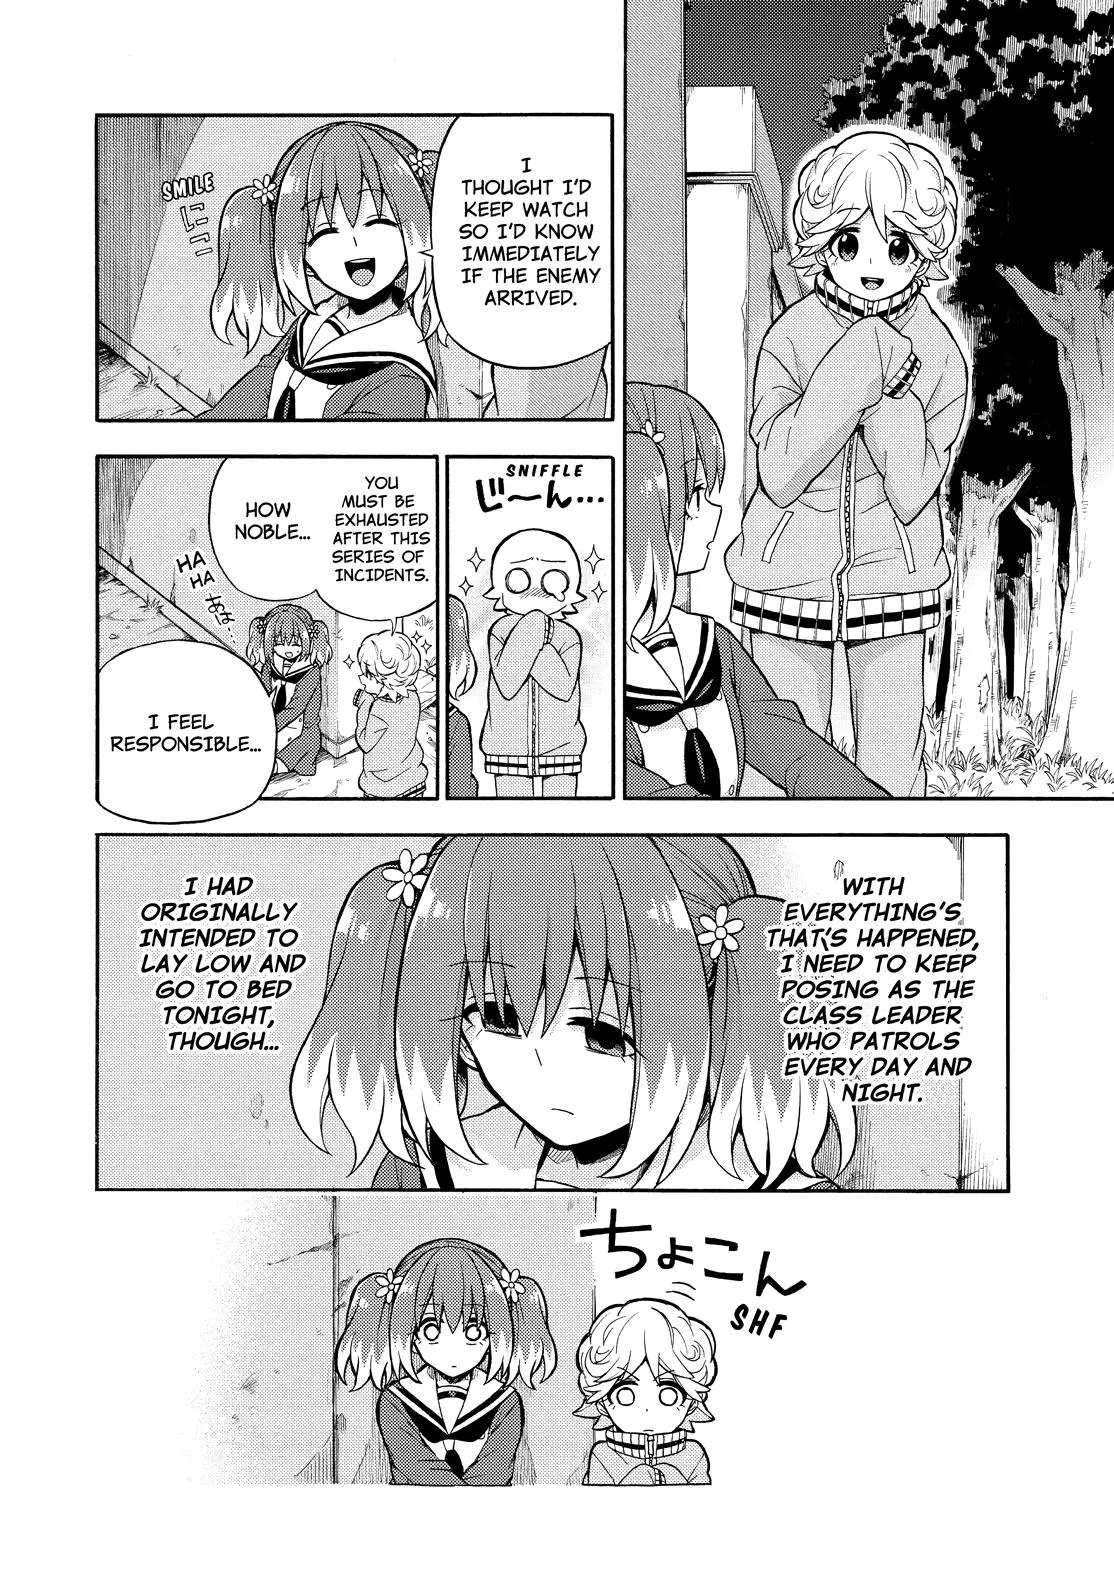 I
THOUGHT I'D
KEEP WATCH
SO I'D KNOW
IMMEDIATELY
IF THE ENEMY
ARRIVED.
SMILE
にこ
SNIFFLE
じ〜ん...
YOU
MUST BE
EXHAUSTED
AFTER THIS
SERIES OF
INCIDENTS.
HOW
NOBLE...
HA
HA
あは...
I FEEL
RESPONSIBLE...
WITH
EVERYTHING'S
THAT'S HAPPENED,
I NEED TO KEEP
POSING AS THE
CLASS LEADER
WHO PATROLS
EVERY DAY AND
NIGHT.
I HAD
ORIGINALLY
INTENDED TO
LAY LOW AND
GO TO BED
TONIGHT,
THOUGH...
ちょこん
SHF